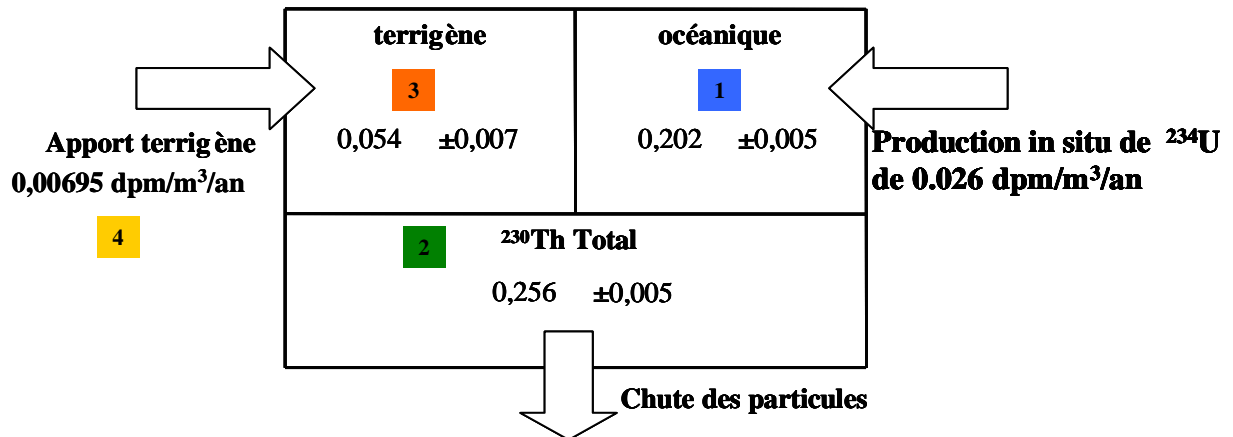 terrigène
océanique
3
1
0,054 ±0,007
0,202 ±0,005
Apport terrigène
0,00695 dpm/m³/an
4
Production in situ de ²³⁴U
de 0.026 dpm/m³/an
2
²³⁰Th Total
0,256 ±0,005
Chute des particules